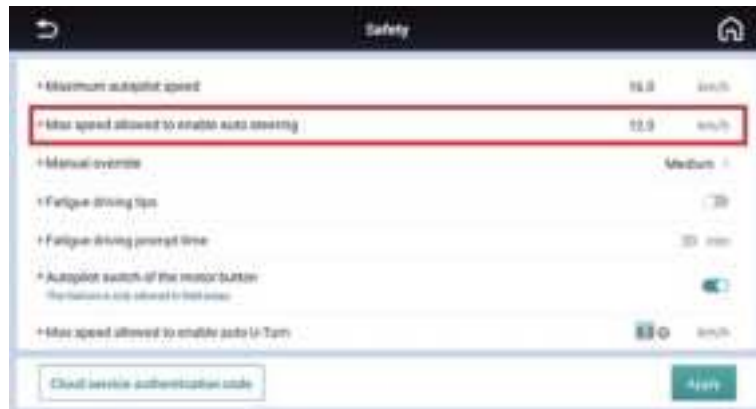 Safety
Maximum autopilot speed km/h
Max speed allowed to enable auto steering 12.0 km/h
Manual override Medium
Fatigue driving tips
Fatigue driving prompt time min
Autopilot switch of the motor button
Max speed allowed to enable auto U-Turn km/h
Cloud service authentication code Apply